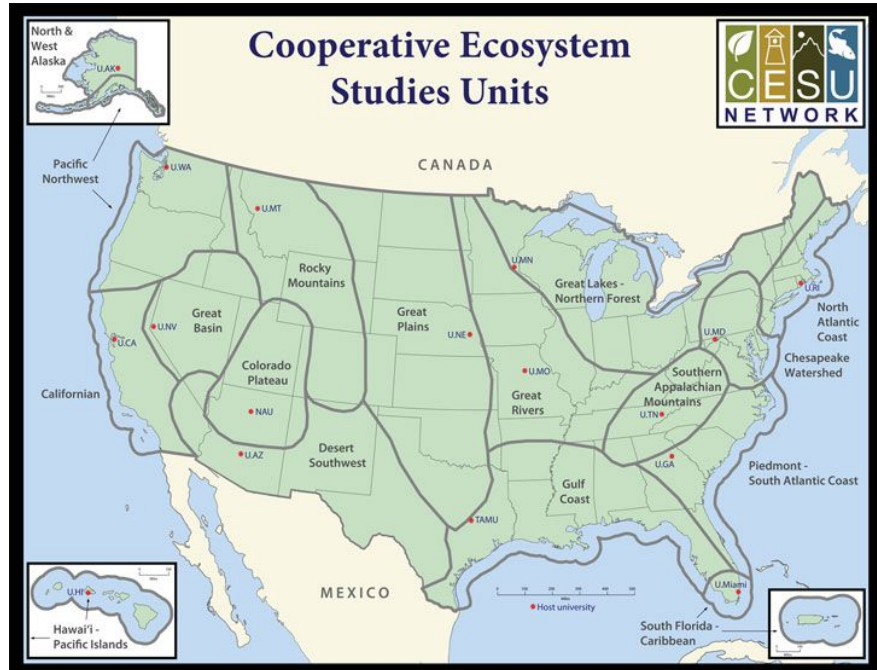 North &
West
Alaska
U.AK
Cooperative Ecosystem
Studies Units
CESU
NETWORK
CANADA
Pacific
Northwest
U.WA
U.MT
Rocky
Mountains
U.MN
Great Lakes -
Northern Forest
U.RI
North
Atlantic
Coast
Great
Basin
U.NV
Great
Plains
U.NE
U.MD
Chesapeake
Watershed
U.CA
Colorado
Plateau
U.MO
Southern
Appalachian
Mountains
Californian
NAU
Great
Rivers
U.TN
U.AZ
Desert
Southwest
U.GA
Piedmont -
South Atlantic Coast
Gulf
Coast
TAMU
MEXICO
U.HI
Hawai'i -
Pacific Islands
Host university
U.Miami
South Florida -
Caribbean